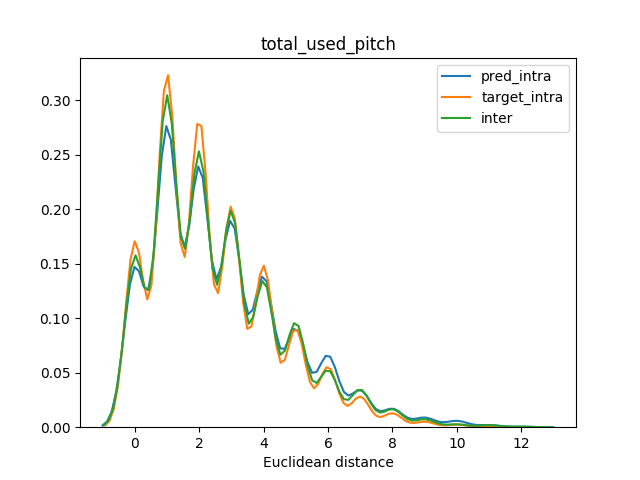 total_used_pitch
pred_intra
target_intra
inter
0.30
0.25
0.20
0.15
0.10
0.05
0.00
0 2 4 6 8 10 12
Euclidean distance